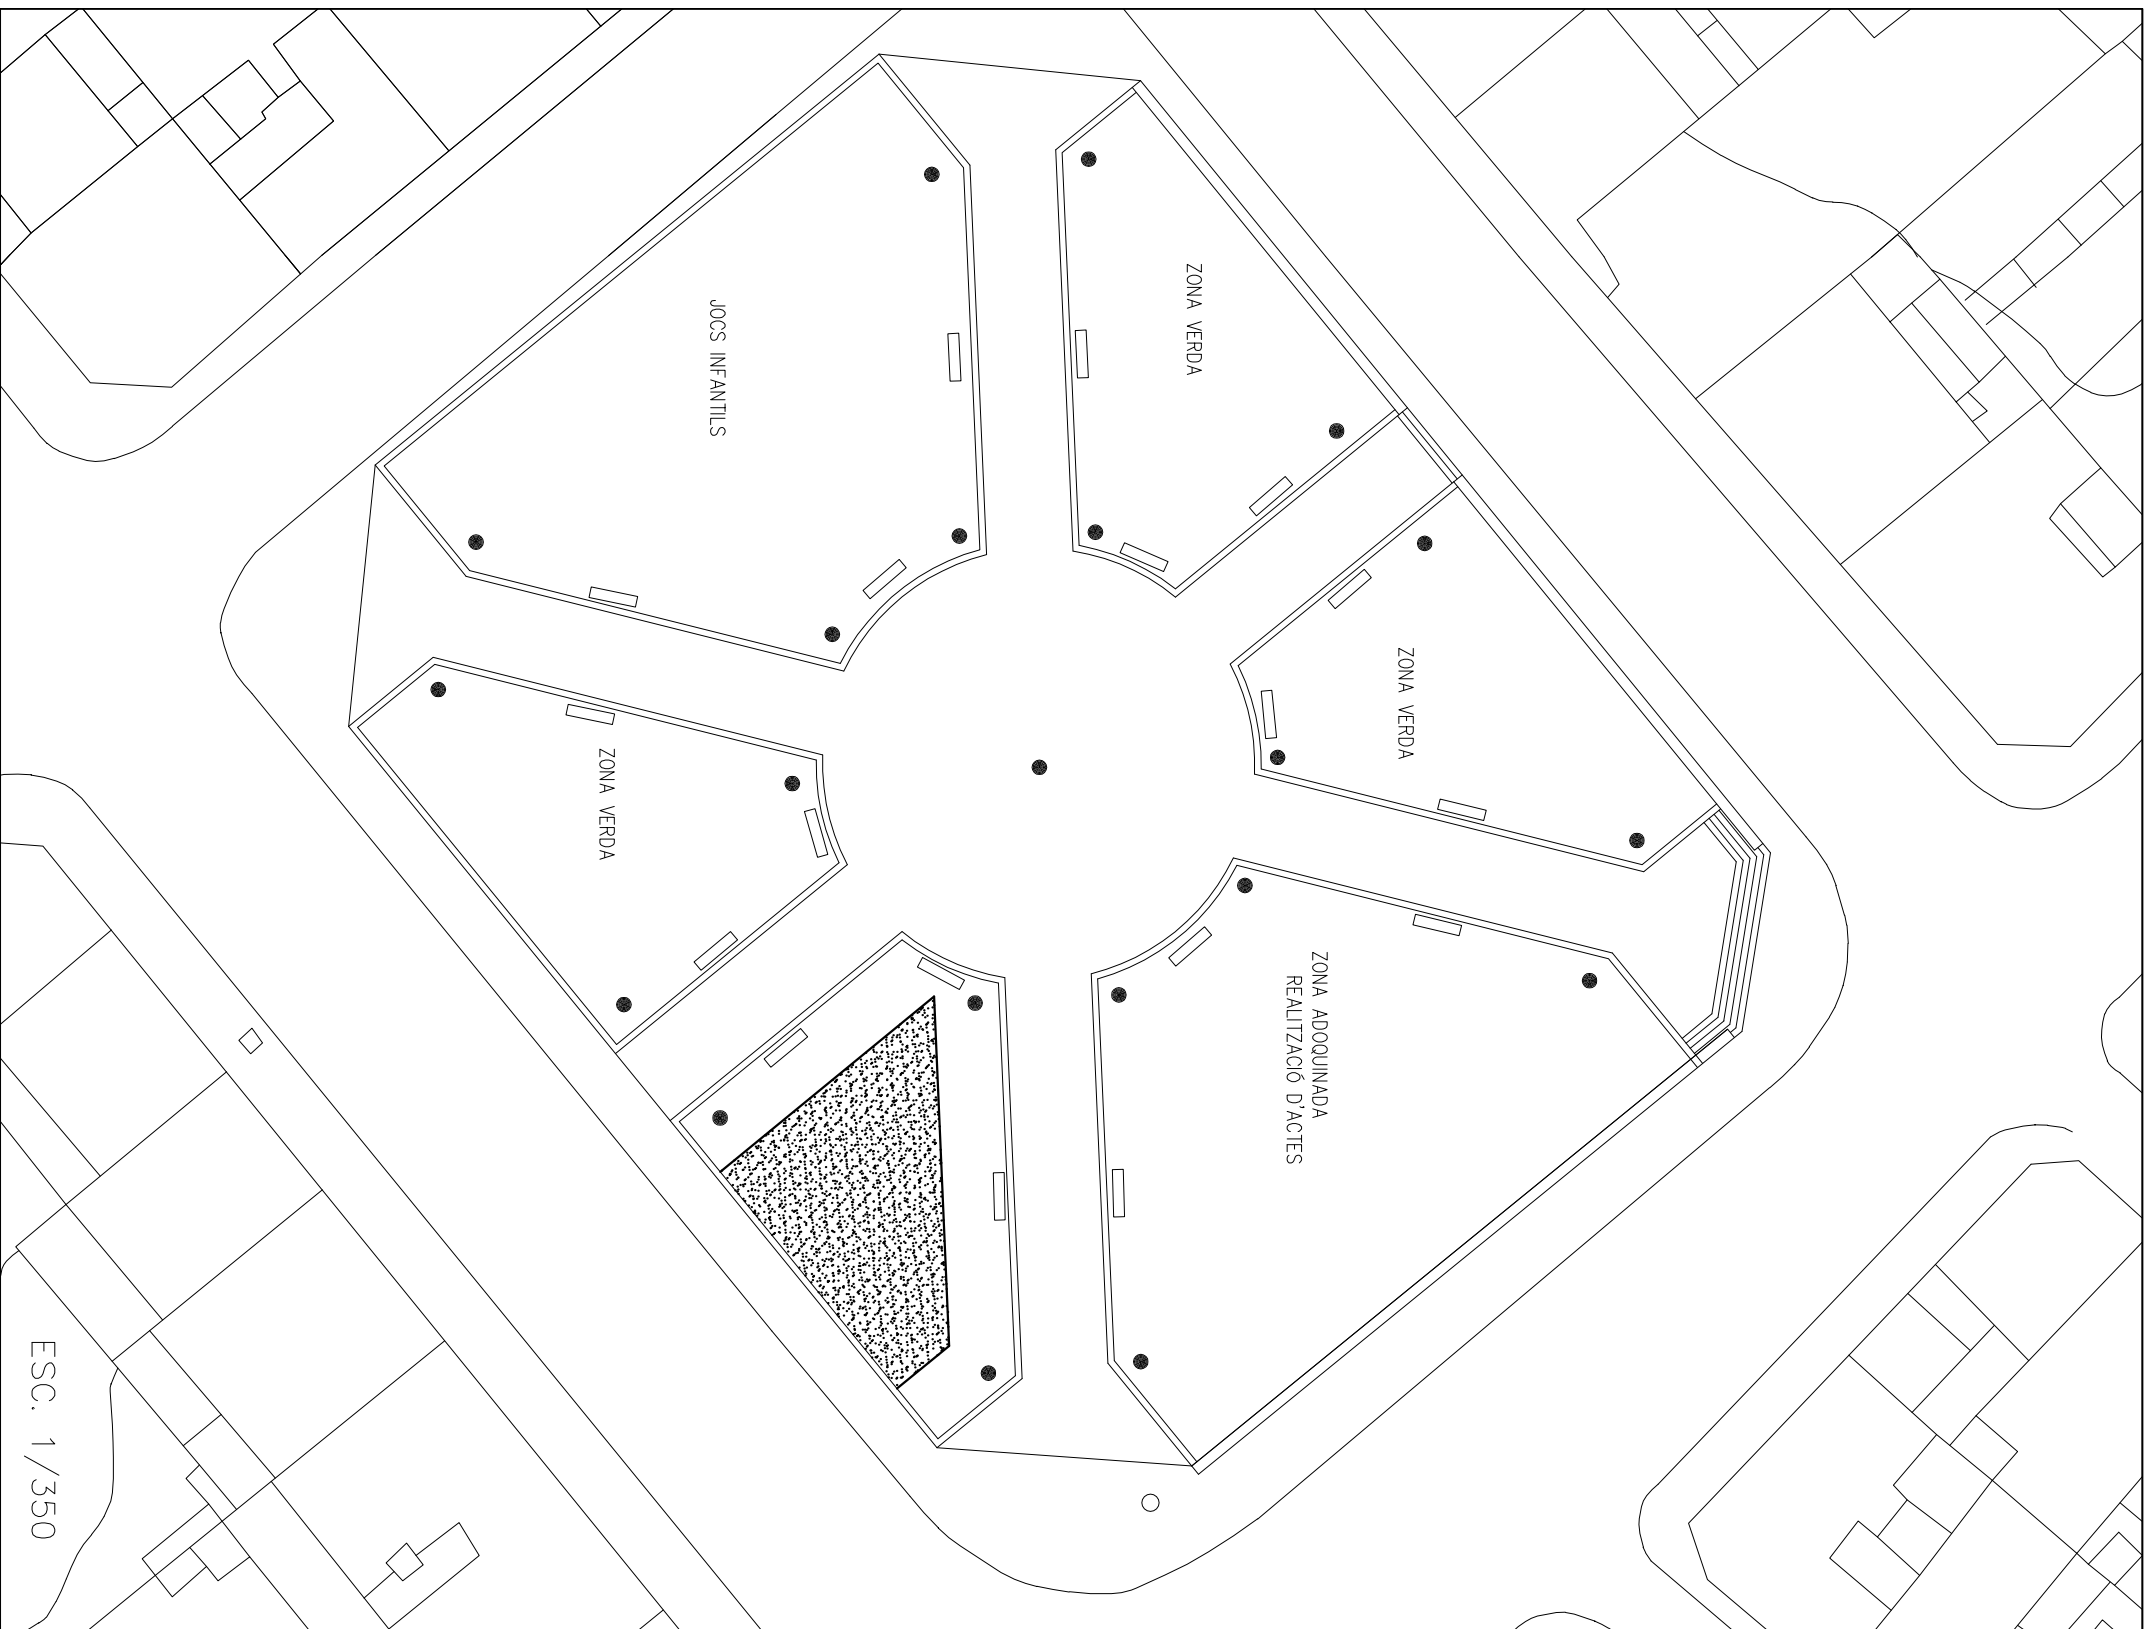 ZONA VERDA
JOCS INFANTILS
ZONA VERDA
ZONA VERDA
ZONA ADOQUINADA
REALITZACIÓ D'ACTES
ESC. 1/350